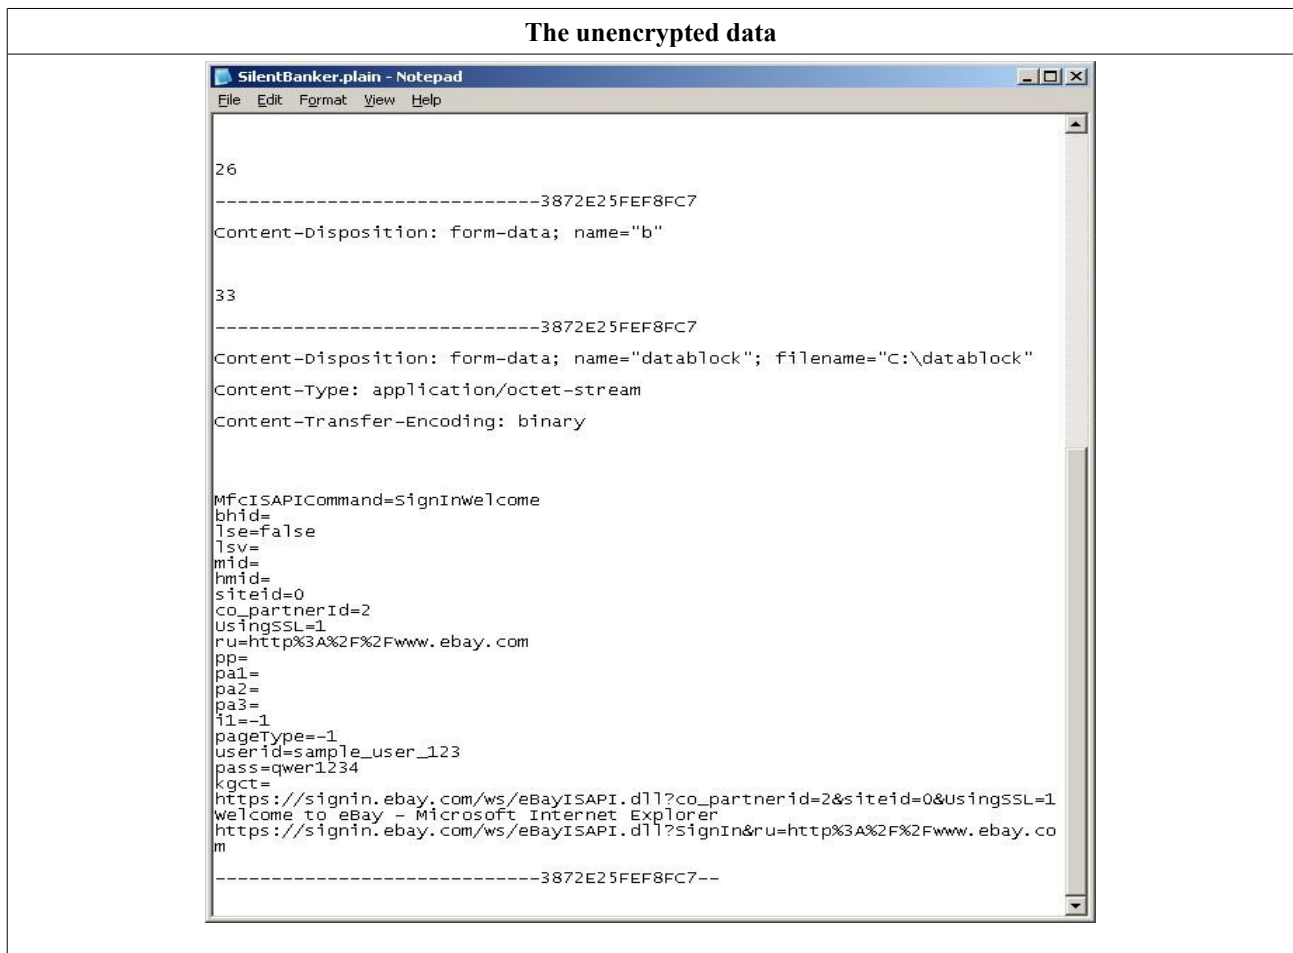 The unencrypted data
SilentBanker.plain - Notepad
File Edit Format View Help
26
-----------------------------3872E25FEF8FC7
Content-Disposition: form-data; name="b"
33
-----------------------------3872E25FEF8FC7
Content-Disposition: form-data; name="datablock"; filename="C:\datablock"
Content-Type: application/octet-stream
Content-Transfer-Encoding: binary
MfcISAPICommand=SignInWelcome
bhid=
lse=false
lsv=
mid=
hmid=
siteid=0
co_partnerId=2
UsingSSL=1
ru=http%3A%2F%2Fwww.ebay.com
pp=
pa1=
pa2=
pa3=
i1=-1
pageType=-1
userid=sample_user_123
pass=qwer1234
kgct=
https://signin.ebay.com/ws/eBayISAPI.dll?co_partnerid=2&siteid=0&UsingSSL=1
Welcome to eBay - Microsoft Internet Explorer
https://signin.ebay.com/ws/eBayISAPI.dll?SignIn&ru=http%3A%2F%2Fwww.ebay.co
m
-----------------------------3872E25FEF8FC7--